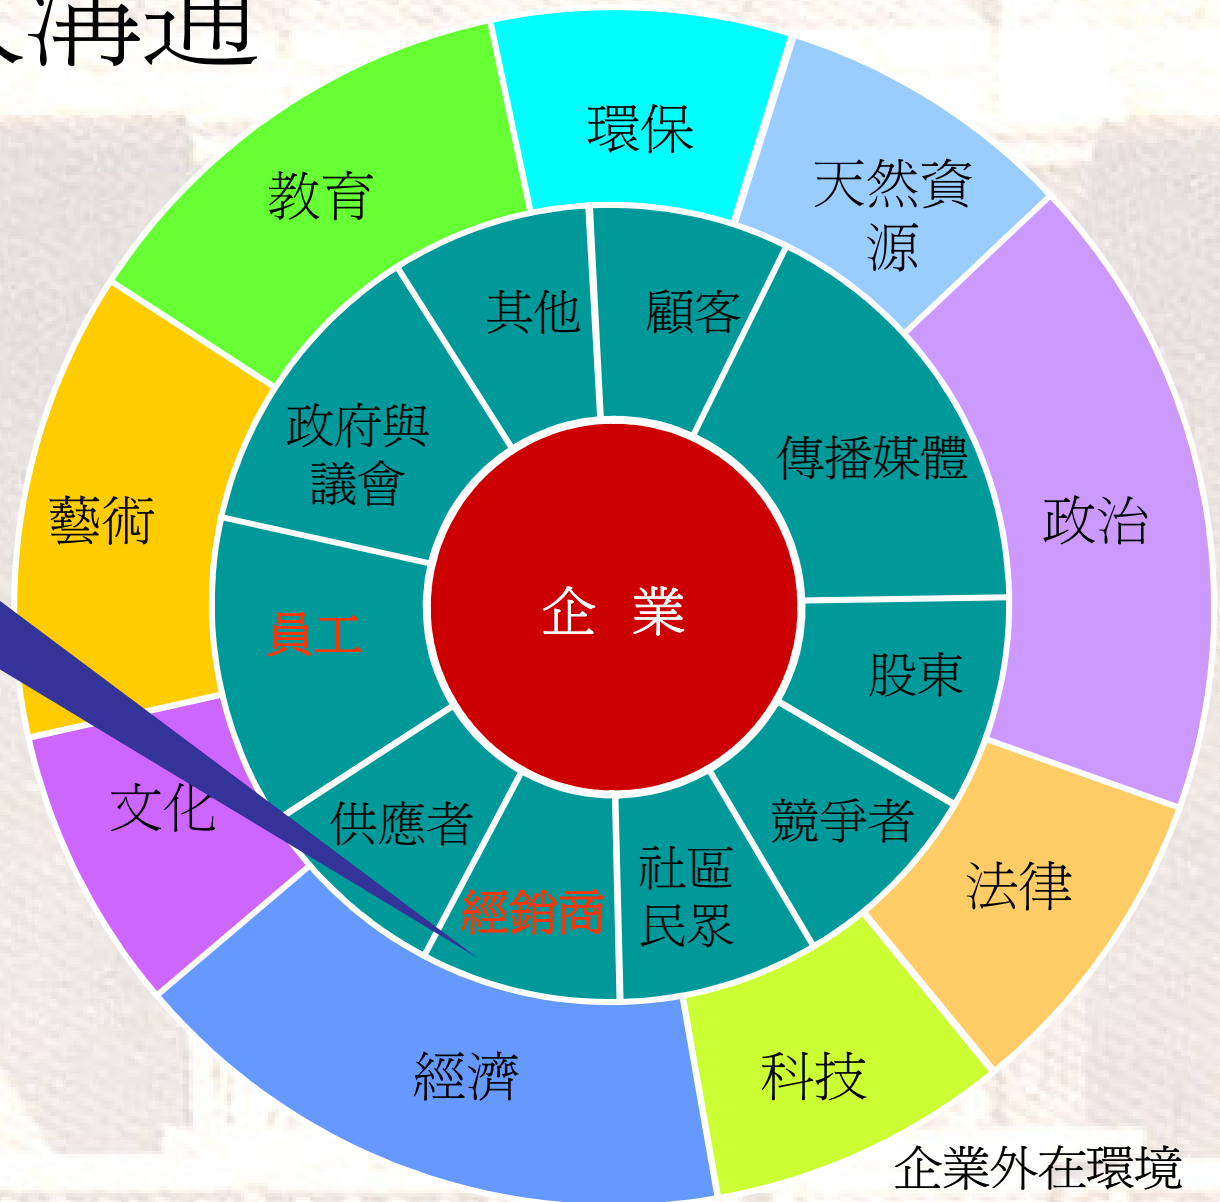 溝通
環保
天然資
源
教育
其他
顧客
政府與
議會
傳播媒體
藝術
政治
企 業
員工
股東
文化
供應者
競爭者
社區
民眾
經銷商
法律
經濟
科技
企業外在環境